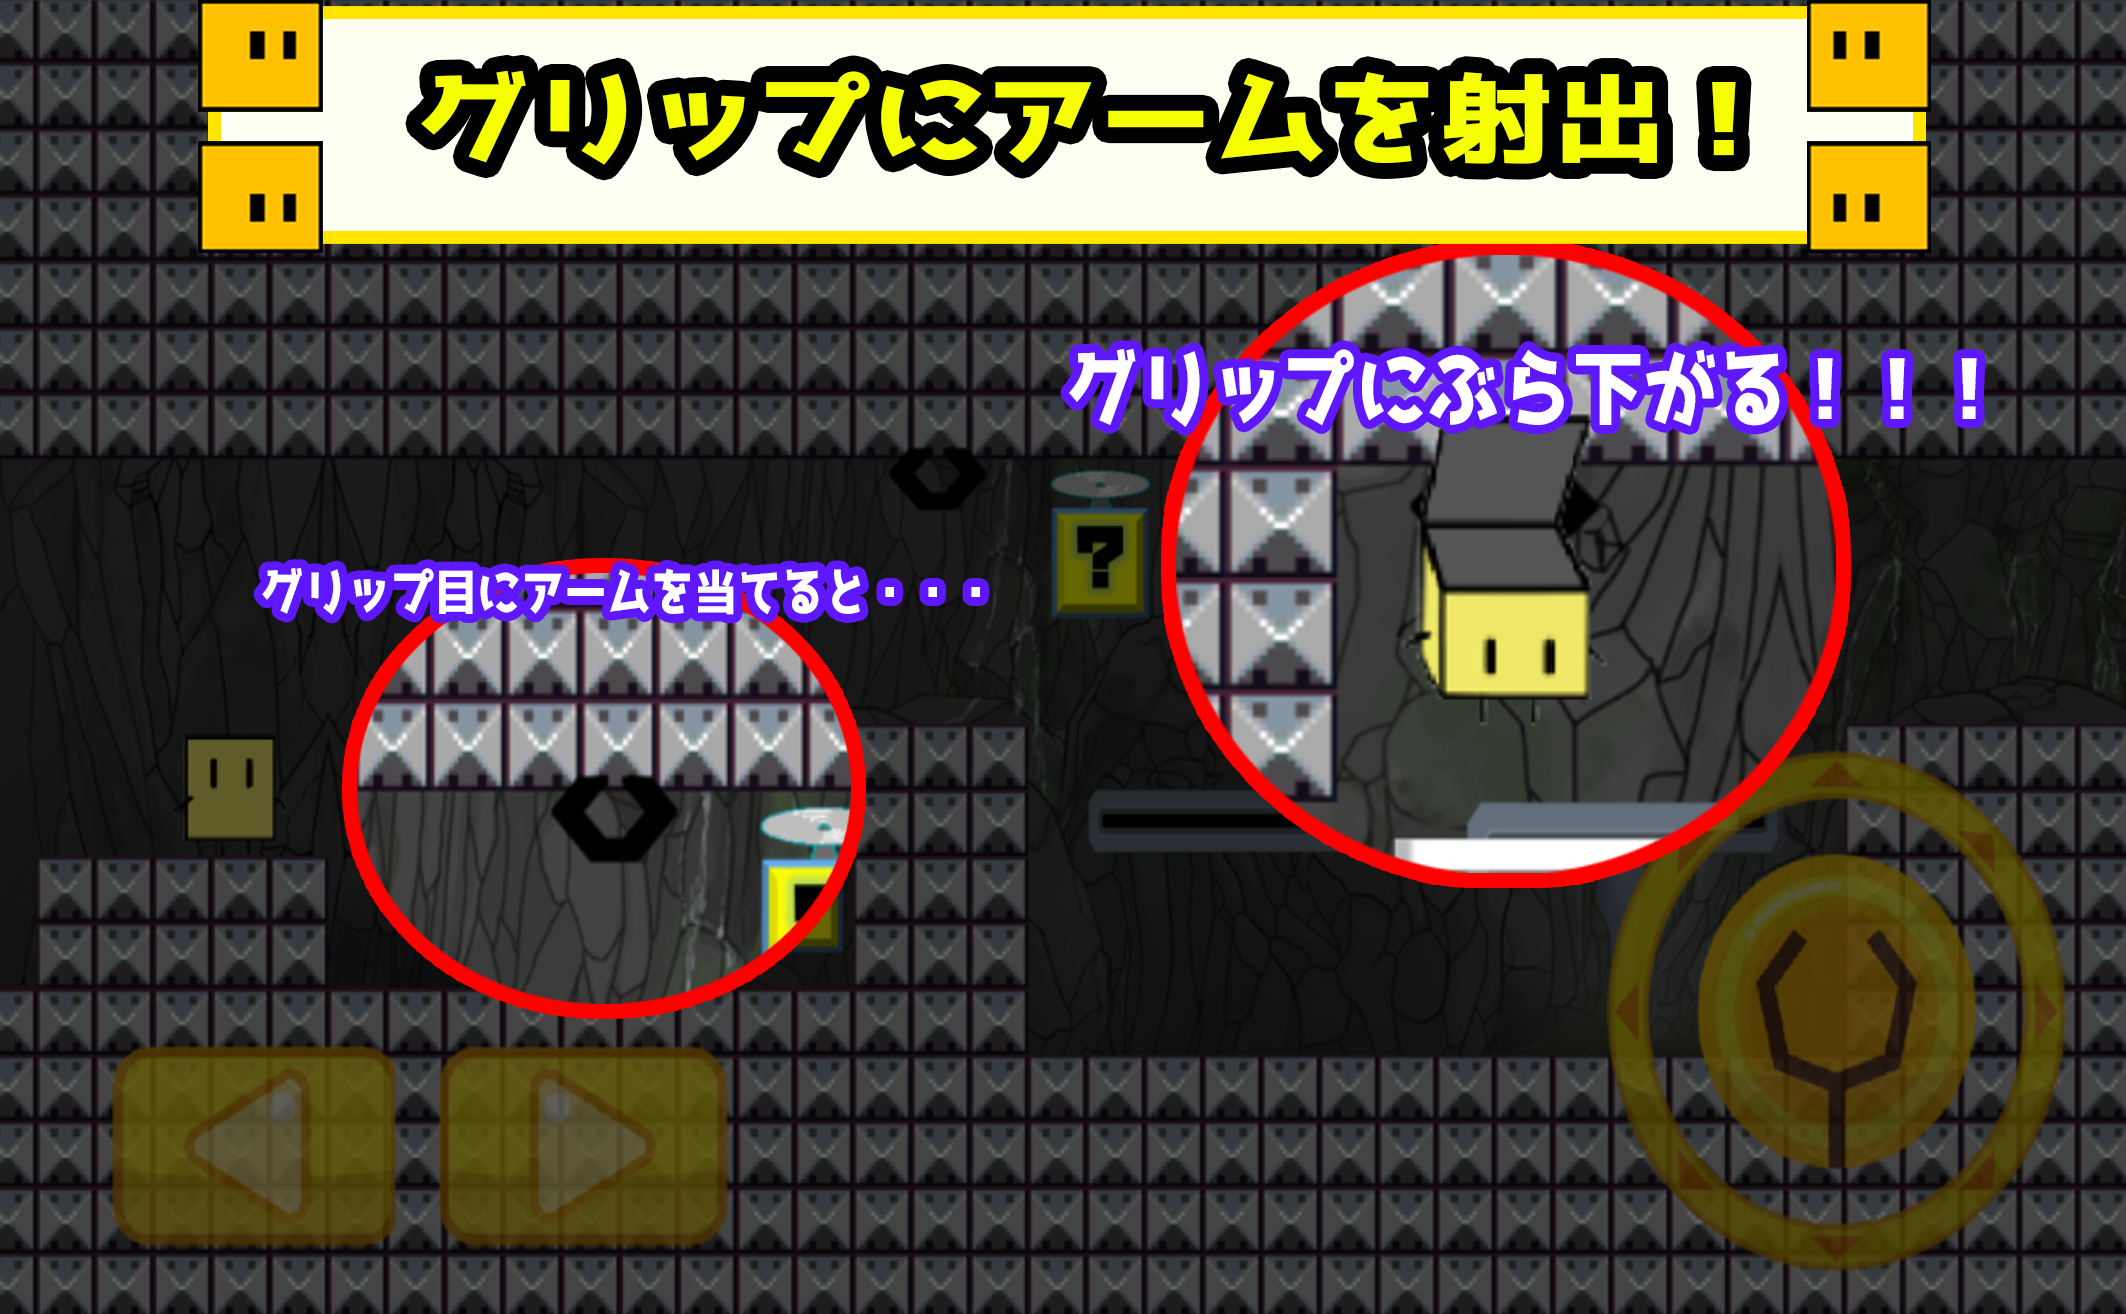 グリップにアームを射出！
グリップにぶら下がる！！！
?
グリップ目にアームを当てると・・・